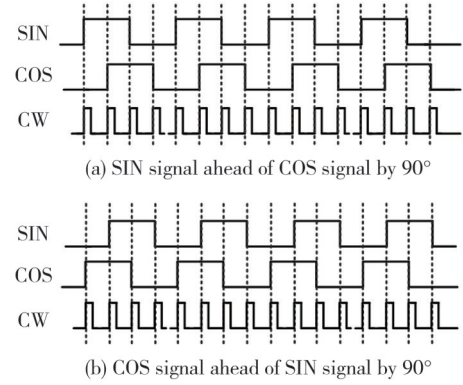 SIN
COS
CW
(a) SIN signal ahead of COS signal by 90°
SIN
COS
CW
(b) COS signal ahead of SIN signal by 90°